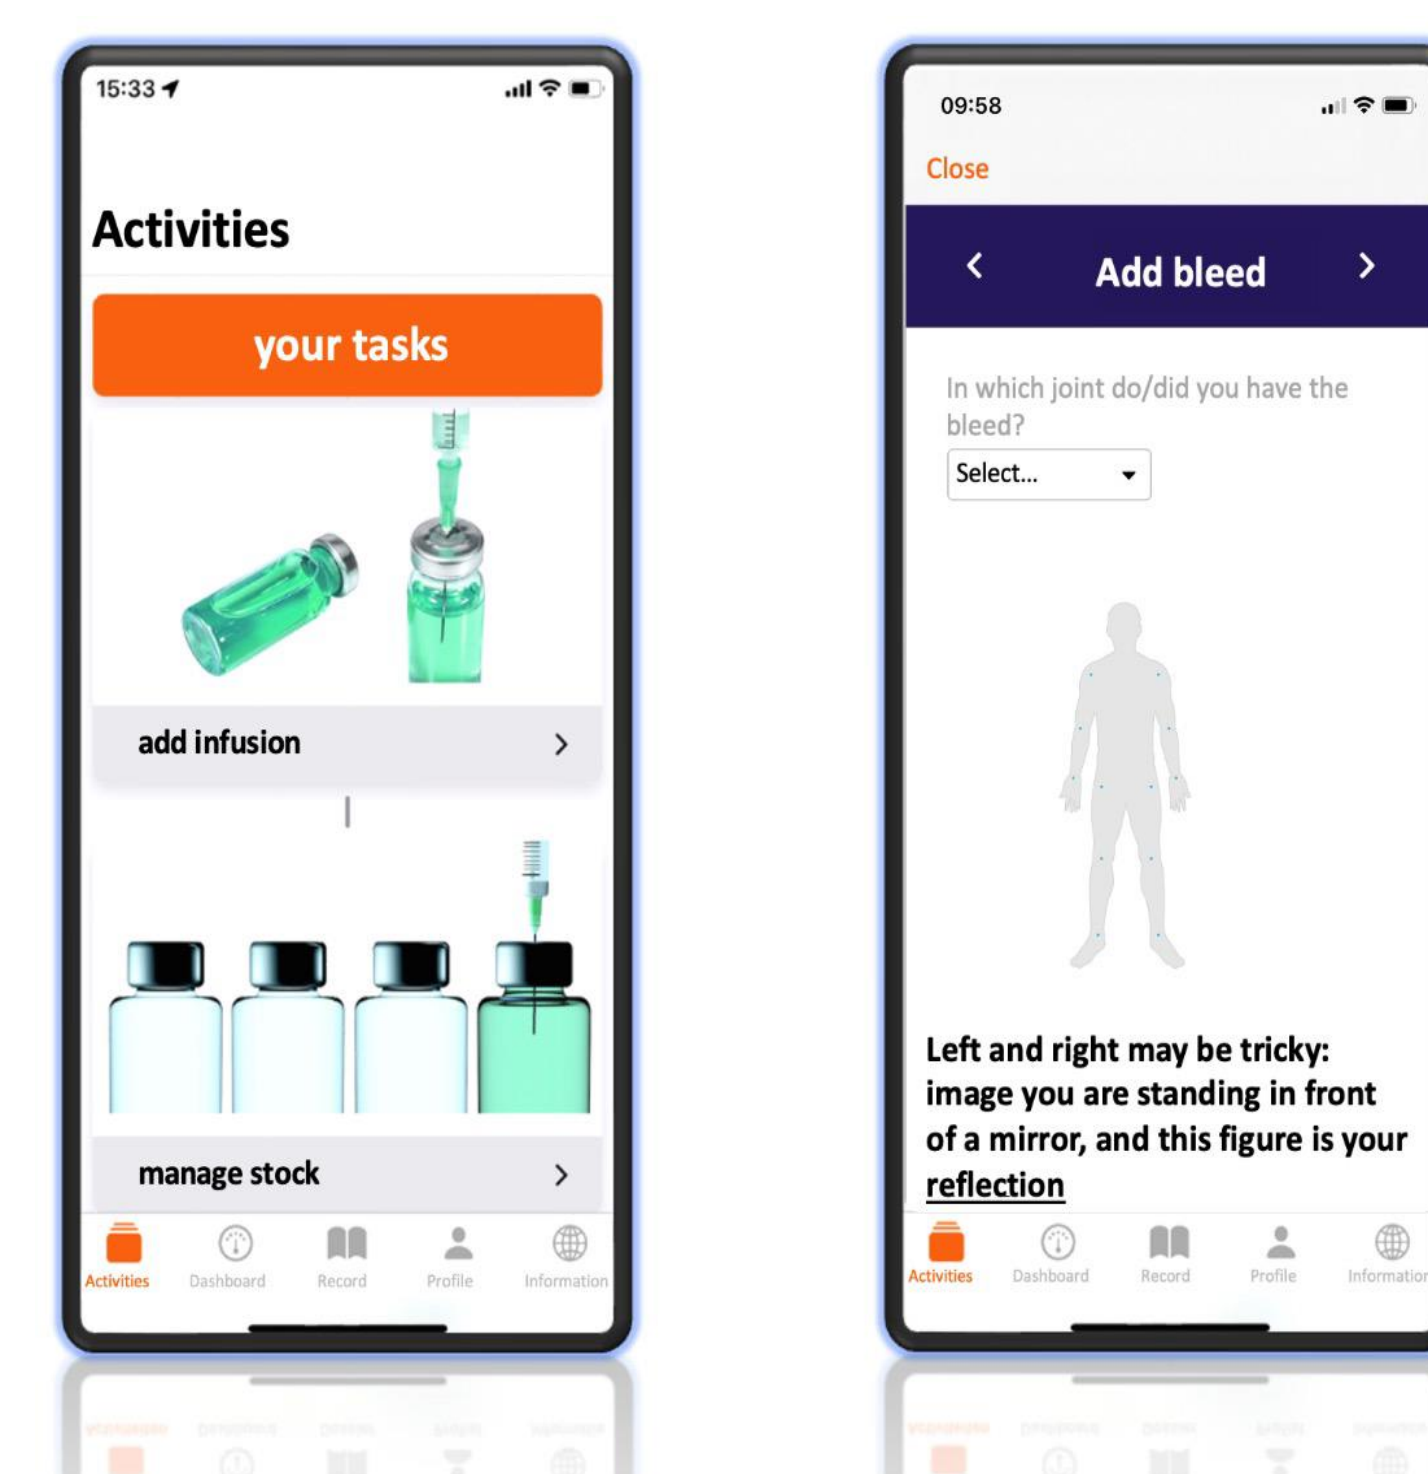 15:33
Activities
your tasks
add infusion
manage stock
Activities
Dashboard
Record
Profile
Information
09:58
Close
Add bleed
In which joint do/did you have the
bleed?
Select...
Left and right may be tricky:
image you are standing in front
of a mirror, and this figure is your
reflection
Activities
Dashboard
Record
Profile
Information